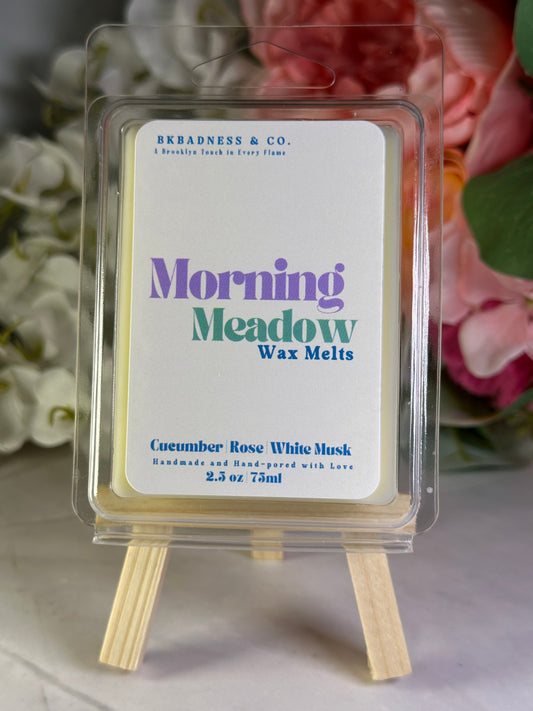 BKBADNESS & CO.
A Brooklyn Touch in Every Flame
Morning
Meadow
Wax Melts
Cucumber|Rose|White Musk
Handmade and Hand-pored with Love
2.5 oz|75ml